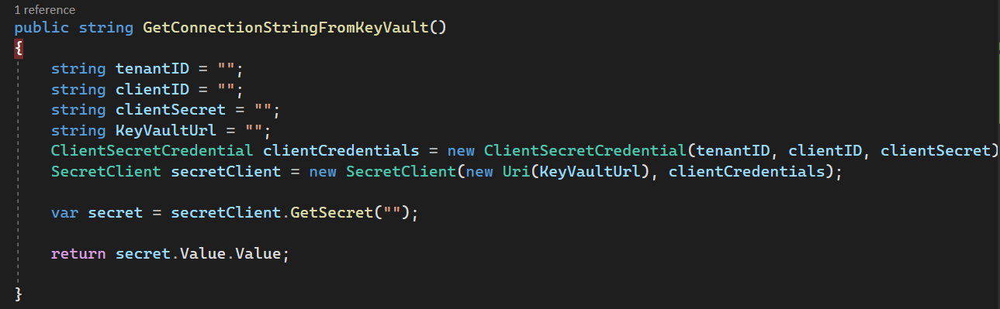 1 reference
public string GetConnectionStringFromKeyVault()
{
string tenantID = "";
string clientID = "";
string clientSecret = "";
string KeyVaultUrl = "";
ClientSecretCredential clientCredentials = new ClientSecretCredential(tenantID, clientID, clientSecret)
SecretClient secretClient = new SecretClient(new Uri(KeyVaultUrl), clientCredentials);
var secret = secretClient.GetSecret("");
return secret.Value.Value;
}